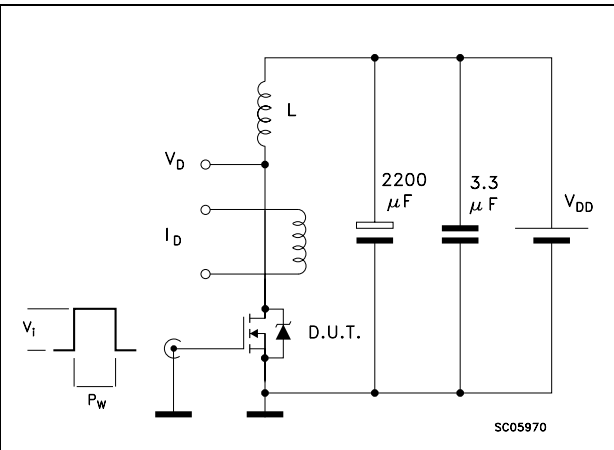 L
V_D
2200
μF
3.3
μF
V_DD
I_D
V_i
D.U.T.
P_W
SC05970